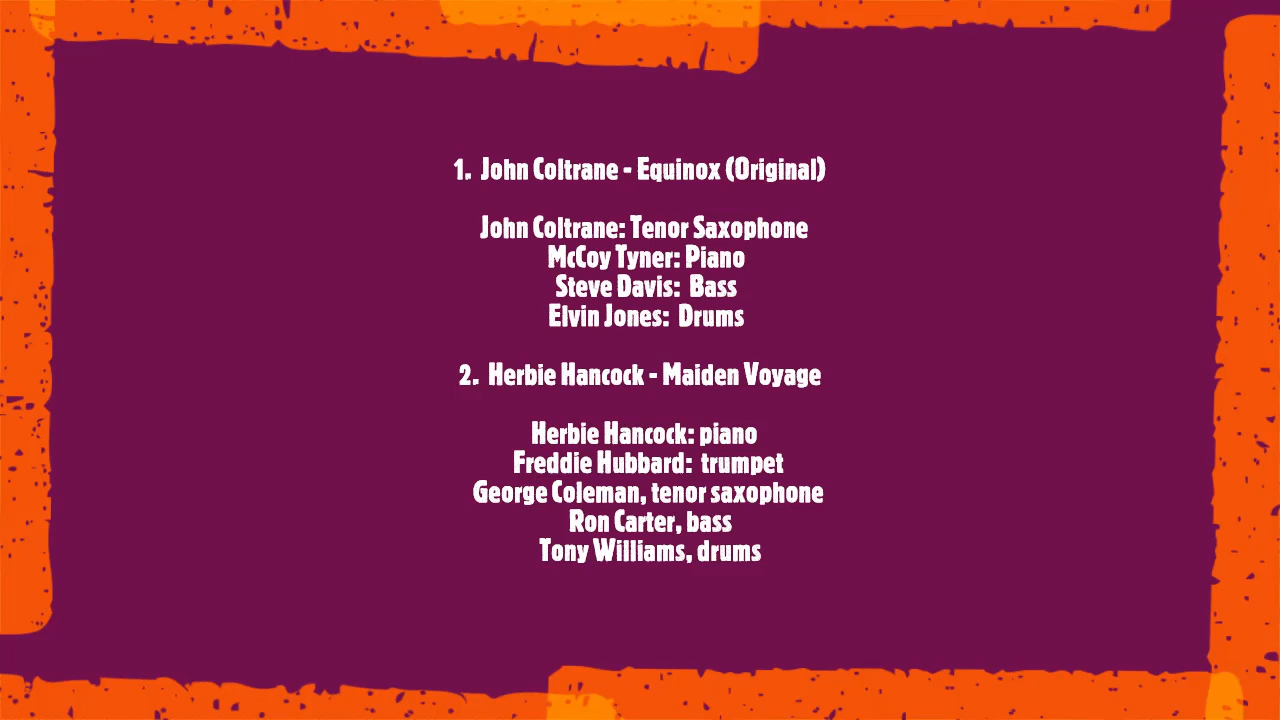 1.  John Coltrane - Equinox (Original)
John Coltrane: Tenor Saxophone
McCoy Tyner: Piano
Steve Davis:  Bass
Elvin Jones:  Drums
2.  Herbie Hancock - Maiden Voyage
Herbie Hancock: piano
Freddie Hubbard:  trumpet
George Coleman, tenor saxophone
Ron Carter, bass
Tony Williams, drums